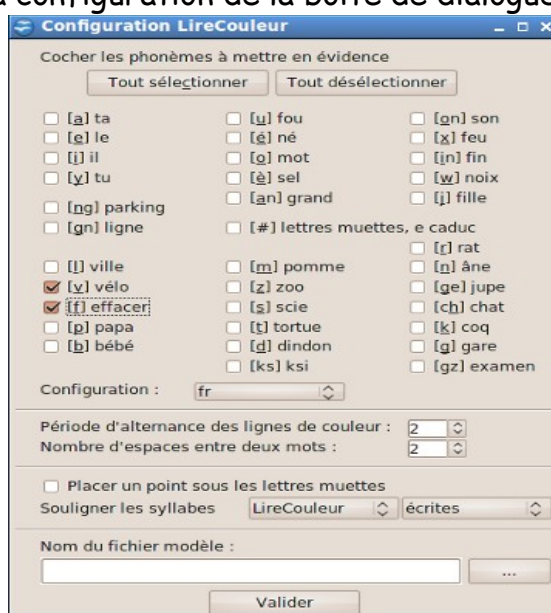 a configuration de la boîte de dialogue
Configuration LireCouleur
Cocher les phonèmes à mettre en évidence
Tout sélectionner Tout désélectionner
[a] ta [u] fou [on] son
[e] le [é] né [x] feu
[i] il [o] mot [in] fin
[y] tu [è] sel [w] noix
[an] grand [j] fille
[ng] parking
[gn] ligne [#] lettres muettes, e caduc
[r] rat
[l] ville [m] pomme [n] âne
[v] vélo [z] zoo [ge] jupe
[f] effacer [s] scie [ch] chat
[p] papa [t] tortue [k] coq
[b] bébé [d] dindon [g] gare
[ks] ksi [gz] examen
Configuration : fr
Période d'alternance des lignes de couleur : 2
Nombre d'espaces entre deux mots : 2
Placer un point sous les lettres muettes
Souligner les syllabes LireCouleur écrites
Nom du fichier modèle :
...
Valider